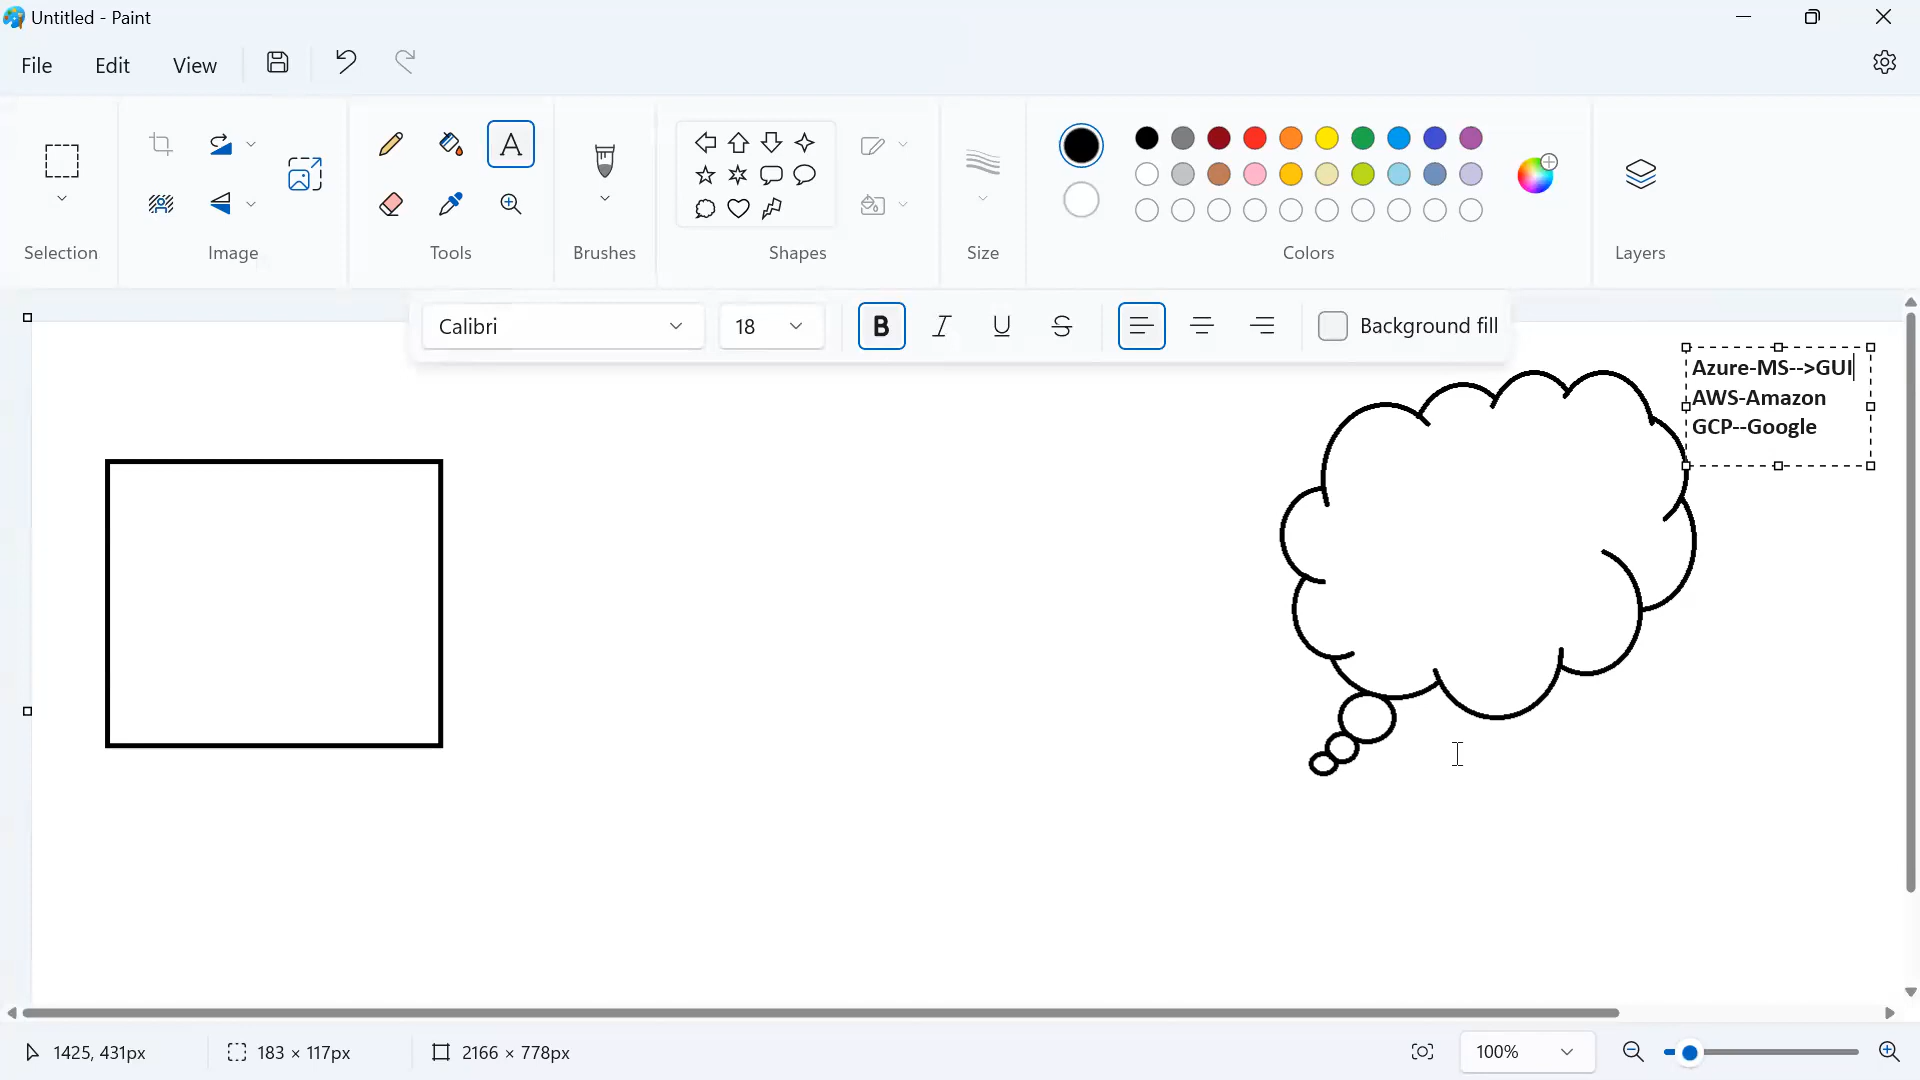 Untitled - Paint
File Edit View
Selection Image Tools Brushes Shapes Size Colors Layers
Calibri 18 B I U S Background fill
Azure-MS-->GUI
AWS-Amazon
GCP--Google
1425, 431px 183 × 117px 2166 × 778px 100%